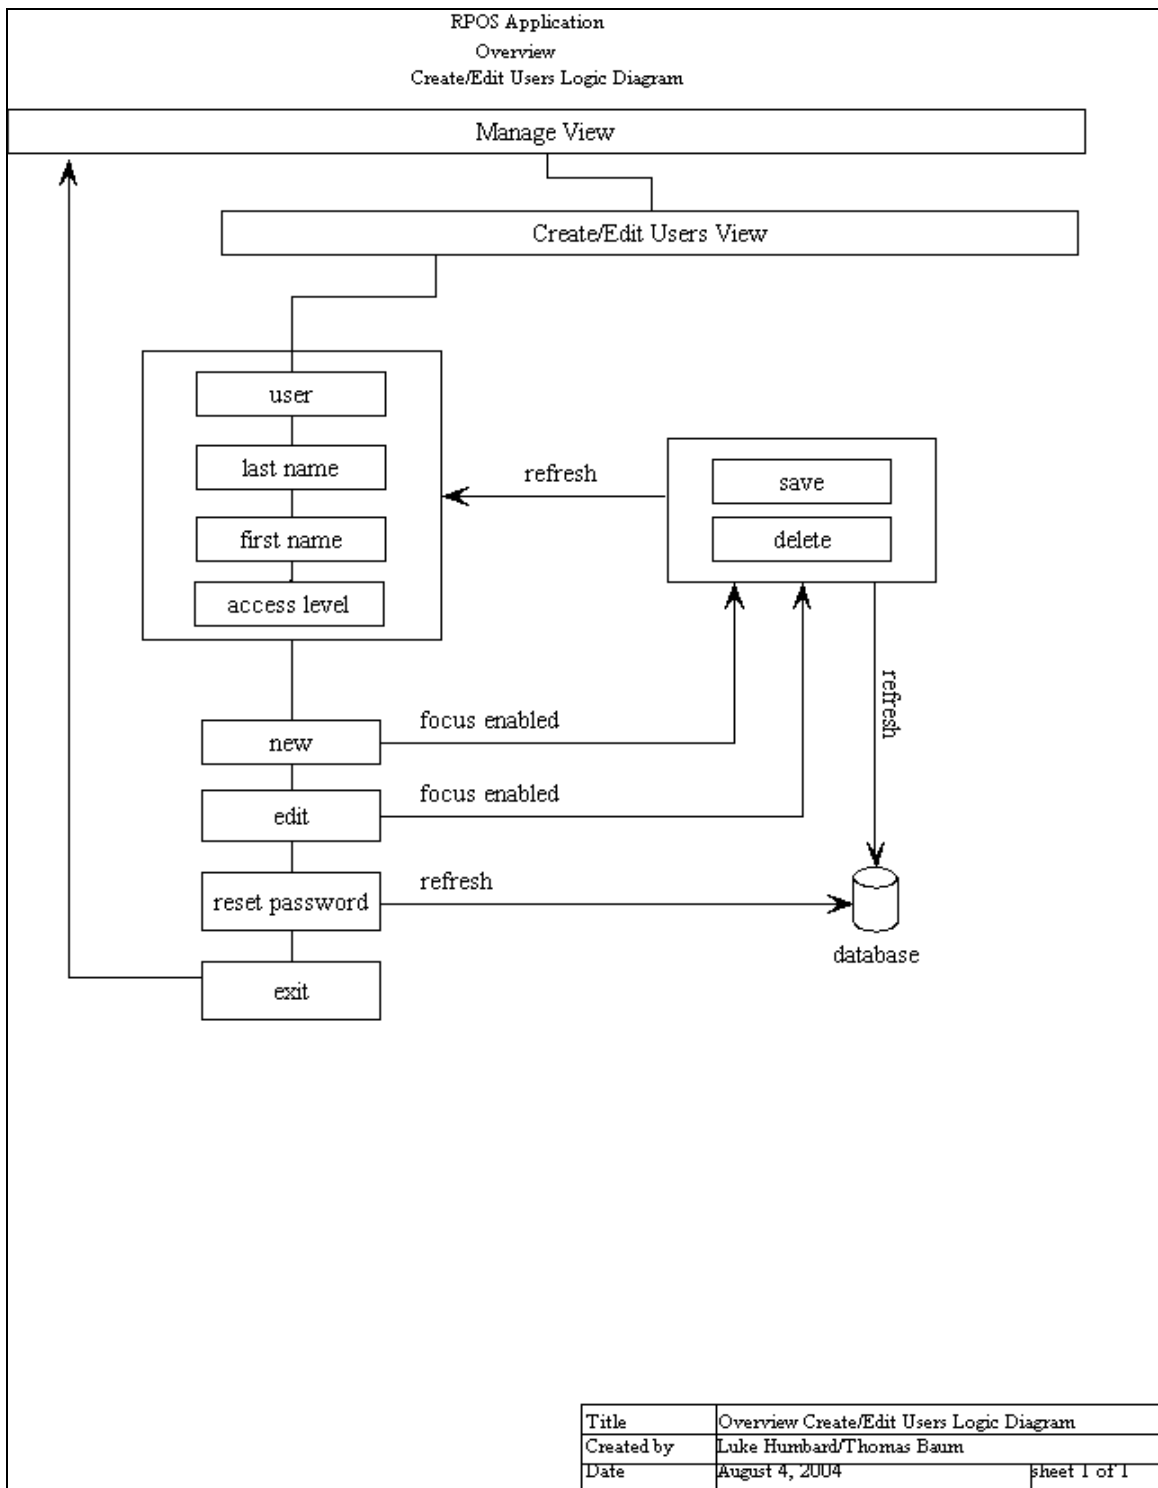 RPOS Application
Overview
Create/Edit Users Logic Diagram
Manage View
Create/Edit Users View
user
last name
first name
access level
refresh
save
delete
refresh
new
focus enabled
edit
focus enabled
reset password
refresh
database
exit
Title Overview Create/Edit Users Logic Diagram
Created by Luke Humbard/Thomas Baum
Date August 4, 2004 sheet 1 of 1